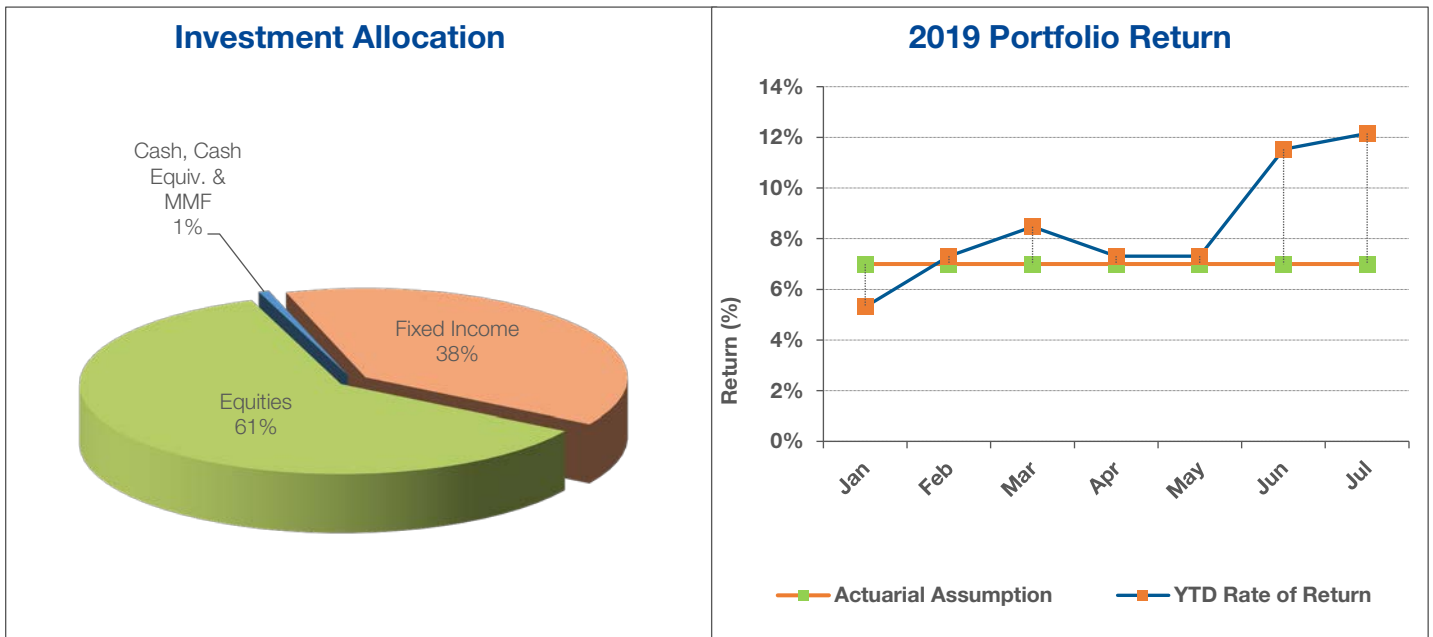 Investment Allocation
Cash, Cash
Equiv. &
MMF
1%
Fixed Income
38%
Equities
61%
2019 Portfolio Return
Return (%)
14%
12%
10%
8%
6%
4%
2%
0%
Jan
Feb
Mar
Apr
May
Jun
Jul
Actuarial Assumption
YTD Rate of Return